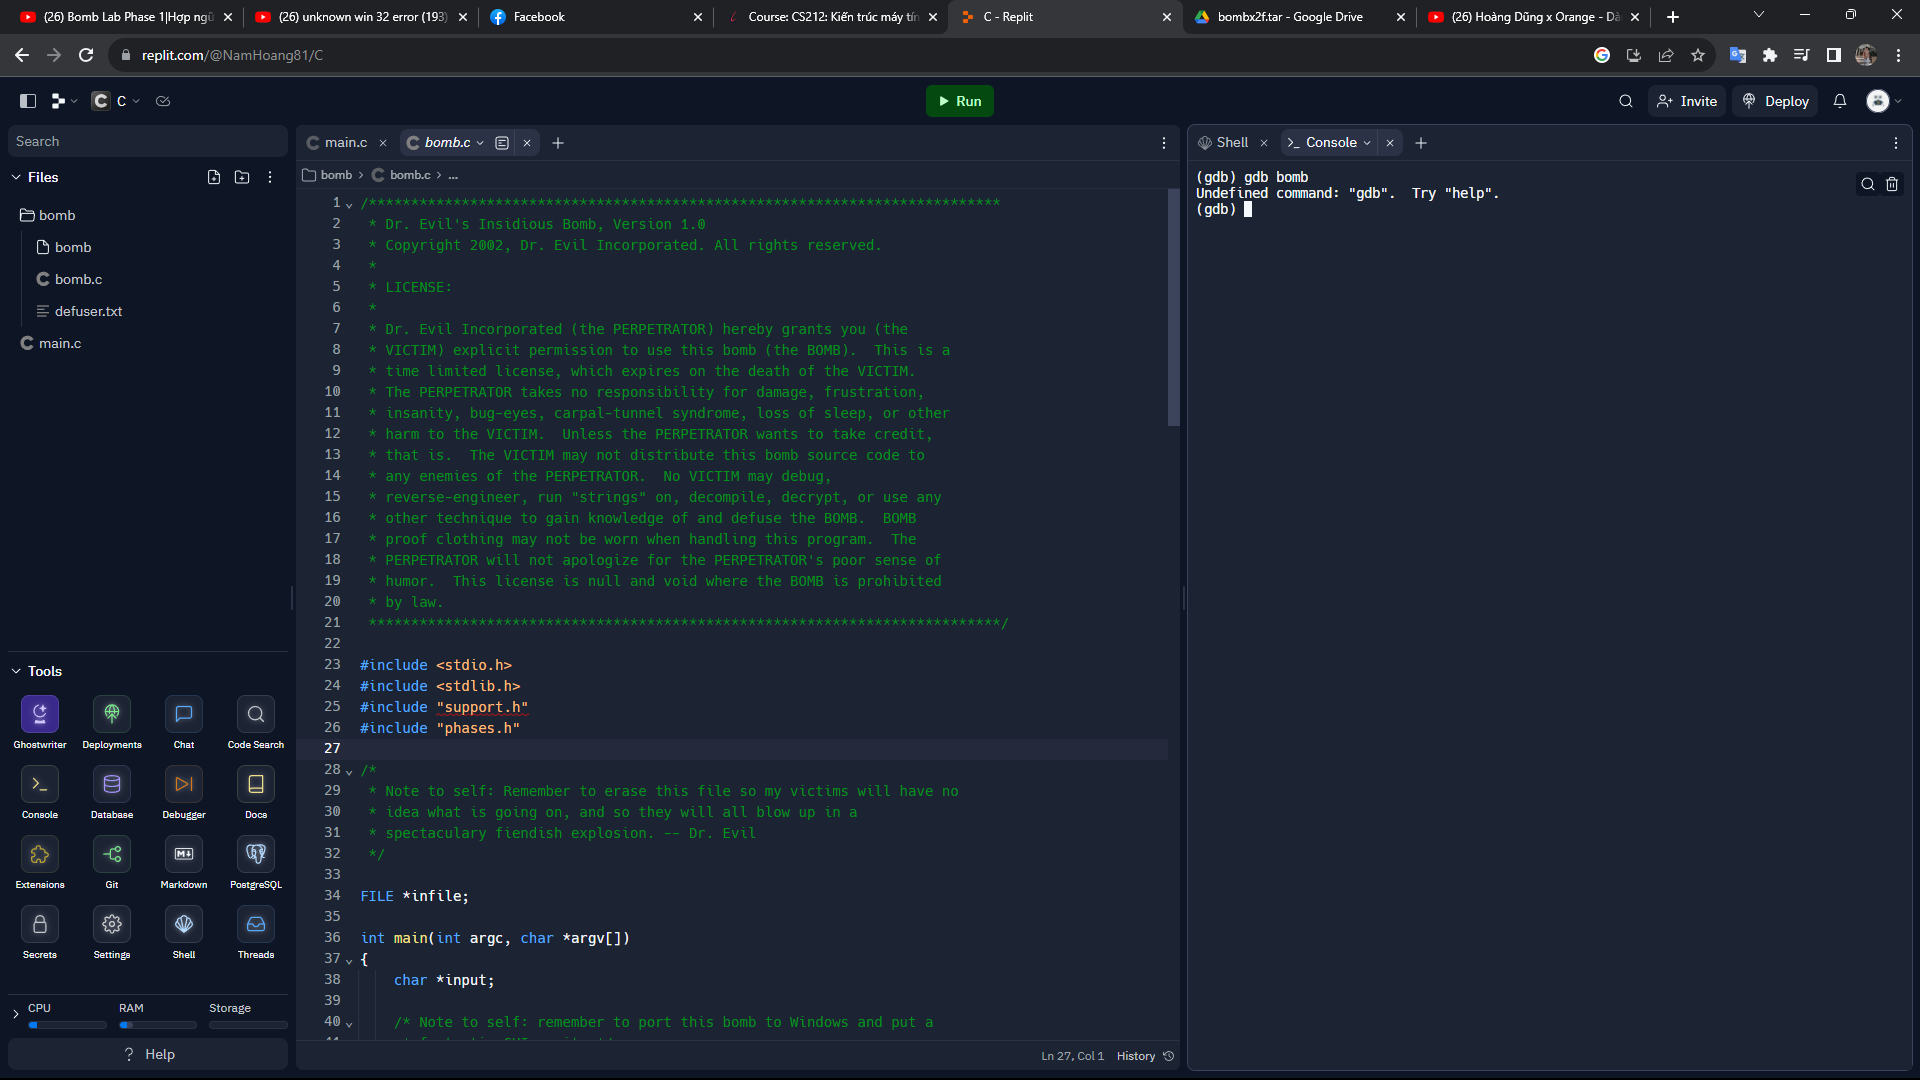 (26) Bomb Lab Phase 1|Hợp ngữ
(26) unknown win 32 error (193)
Facebook
Course: CS212: Kiến trúc máy tín
C - Replit
bombx2f.tar - Google Drive
(26) Hoàng Dũng x Orange - Dà
replit.com/@NamHoang81/C
C
Run
Invite
Deploy
Search
Files
bomb
bomb
bomb.c
defuser.txt
main.c
Tools
Ghostwriter
Deployments
Chat
Code Search
Console
Database
Debugger
Docs
Extensions
Git
Markdown
PostgreSQL
Secrets
Settings
Shell
Threads
CPU
RAM
Storage
? Help
main.c
bomb.c
bomb > bomb.c > ...
1 /***************************************************************************
2 * Dr. Evil's Insidious Bomb, Version 1.0
3 * Copyright 2002, Dr. Evil Incorporated. All rights reserved.
4 *
5 * LICENSE:
6 *
7 * Dr. Evil Incorporated (the PERPETRATOR) hereby grants you (the
8 * VICTIM) explicit permission to use this bomb (the BOMB).  This is a
9 * time limited license, which expires on the death of the VICTIM.
10 * The PERPETRATOR takes no responsibility for damage, frustration,
11 * insanity, bug-eyes, carpal-tunnel syndrome, loss of sleep, or other
12 * harm to the VICTIM.  Unless the PERPETRATOR wants to take credit,
13 * that is.  The VICTIM may not distribute this bomb source code to
14 * any enemies of the PERPETRATOR.  No VICTIM may debug,
15 * reverse-engineer, run "strings" on, decompile, decrypt, or use any
16 * other technique to gain knowledge of and defuse the BOMB.  BOMB
17 * proof clothing may not be worn when handling this program.  The
18 * PERPETRATOR will not apologize for the PERPETRATOR's poor sense of
19 * humor.  This license is null and void where the BOMB is prohibited
20 * by law.
21 ***************************************************************************/
22
23 #include <stdio.h>
24 #include <stdlib.h>
25 #include "support.h"
26 #include "phases.h"
27
28 /*
29 * Note to self: Remember to erase this file so my victims will have no
30 * idea what is going on, and so they will all blow up in a
31 * spectaculary fiendish explosion. -- Dr. Evil
32 */
33
34 FILE *infile;
35
36 int main(int argc, char *argv[])
37 {
38 char *input;
39
40 /* Note to self: remember to port this bomb to Windows and put a
Ln 27, Col 1 History
Shell
Console
(gdb) gdb bomb
Undefined command: "gdb".  Try "help".
(gdb)